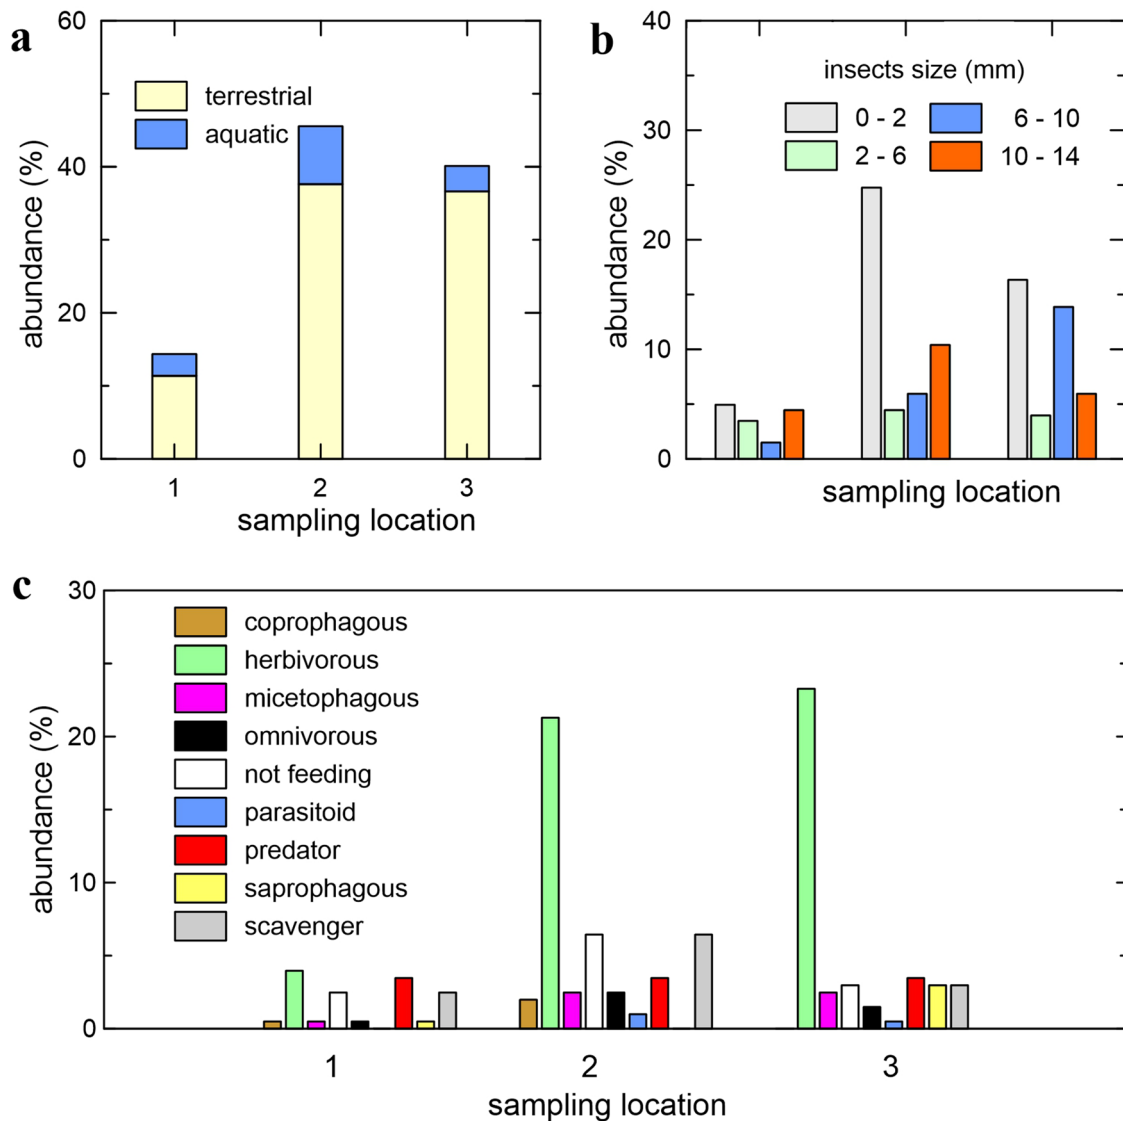 a
60
40
20
0
abundance (%)
terrestrial
aquatic
1 2 3
sampling location
b
40
30
20
10
0
abundance (%)
insects size (mm)
0 - 2 6 - 10
2 - 6 10 - 14
sampling location
c
30
20
10
0
abundance (%)
coprophagous
herbivorous
micetophagous
omnivorous
not feeding
parasitoid
predator
saprophagous
scavenger
1 2 3
sampling location